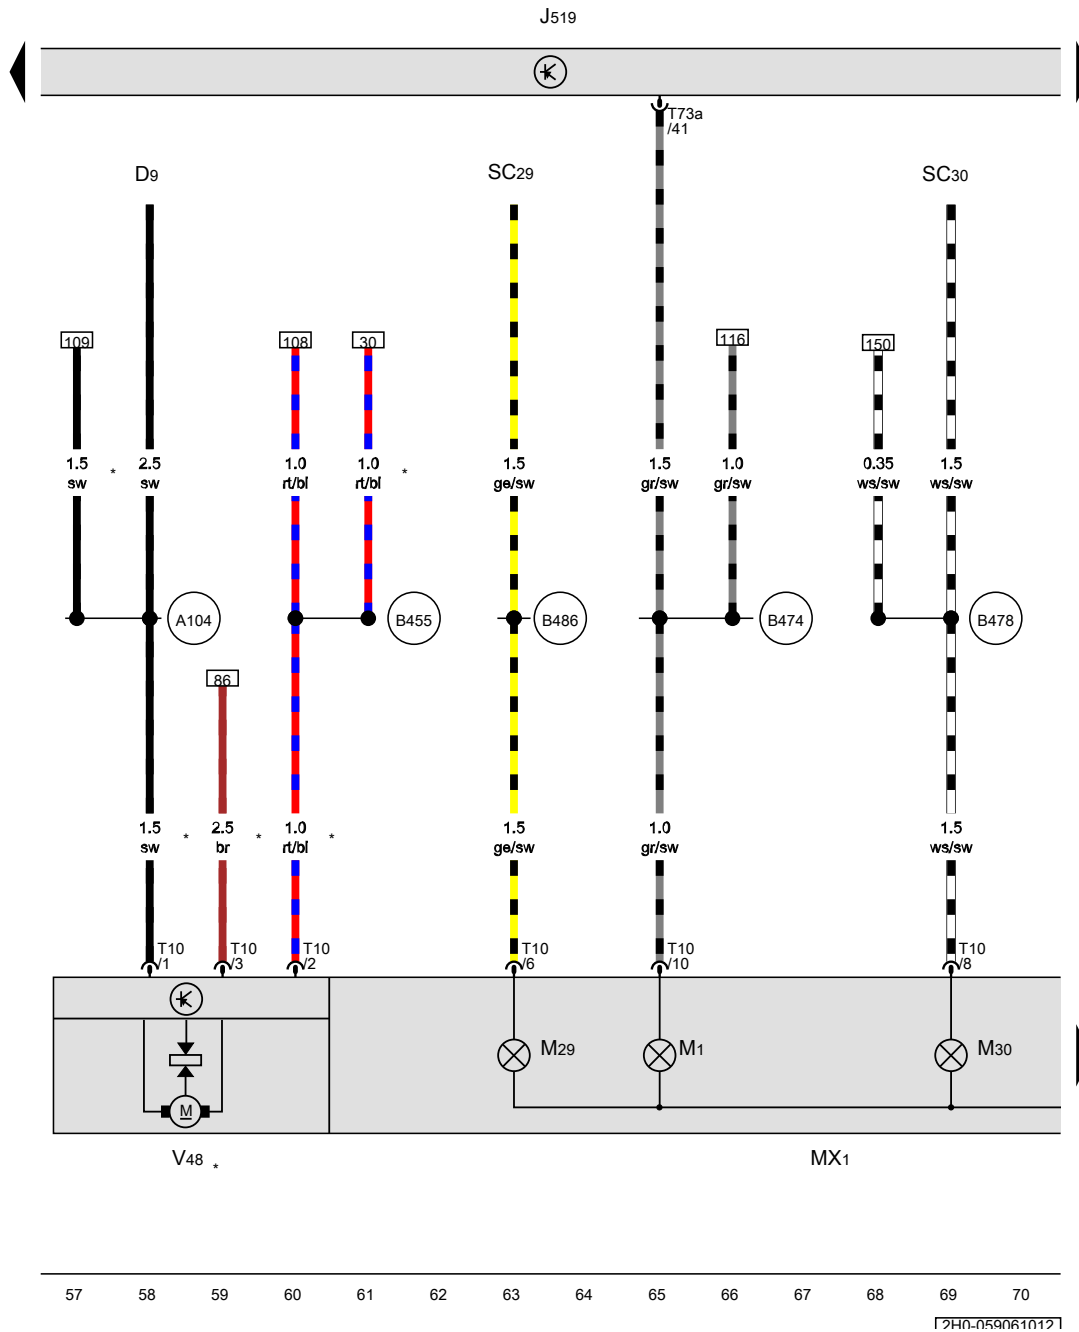 J519
T73a
/41
D9
SC29
SC30
109
108
30
116
150
1.5
sw
*
2.5
sw
1.0
rt/bl
*
1.0
rt/bl
*
1.5
ge/sw
1.5
gr/sw
1.0
gr/sw
0.35
ws/sw
1.5
ws/sw
A104
B455
B486
B474
B478
86
1.5
sw
*
2.5
br
*
1.0
rt/bl
*
1.5
ge/sw
1.0
gr/sw
1.5
ws/sw
T10
/1
T10
/3
T10
/2
T10
/6
T10
/10
T10
/8
M29
M1
M30
M
V48 *
MX1
57 58 59 60 61 62 63 64 65 66 67 68 69 70
2H0-059061012